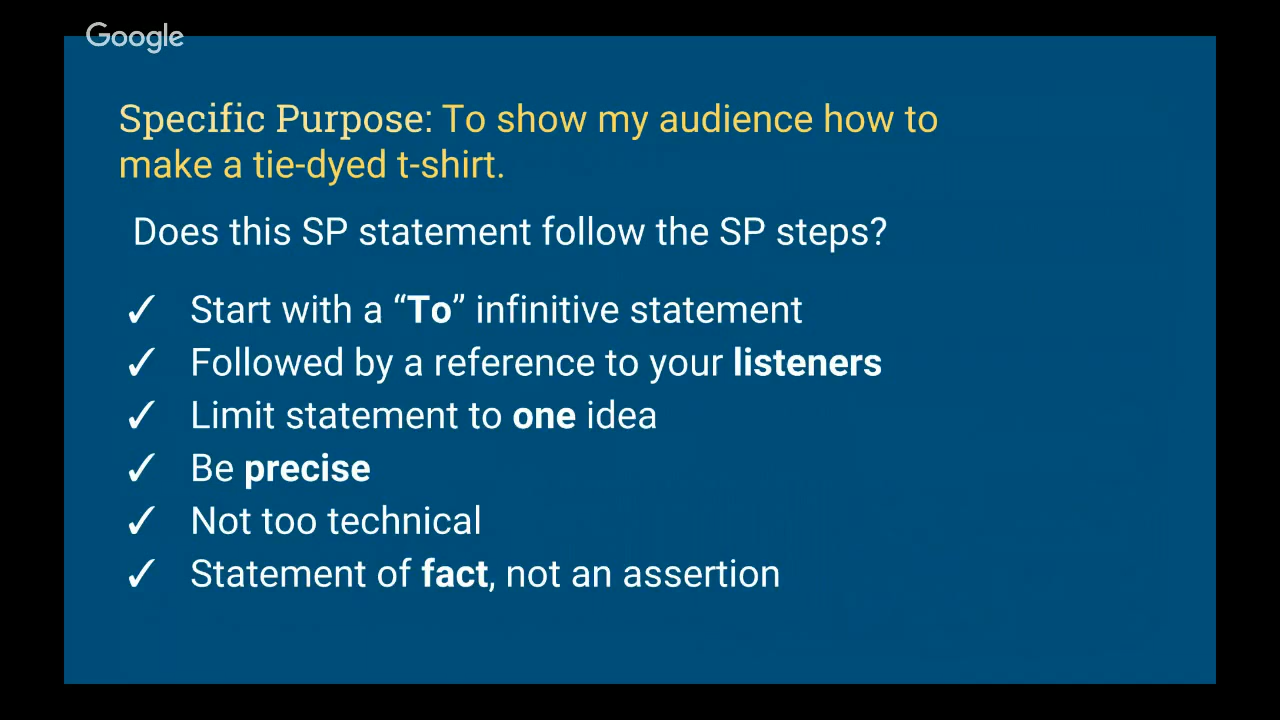 Google
Specific Purpose: To show my audience how to
make a tie-dyed t-shirt.
Does this SP statement follow the SP steps?
✓ Start with a “To” infinitive statement
✓ Followed by a reference to your listeners
✓ Limit statement to one idea
✓ Be precise
✓ Not too technical
✓ Statement of fact, not an assertion